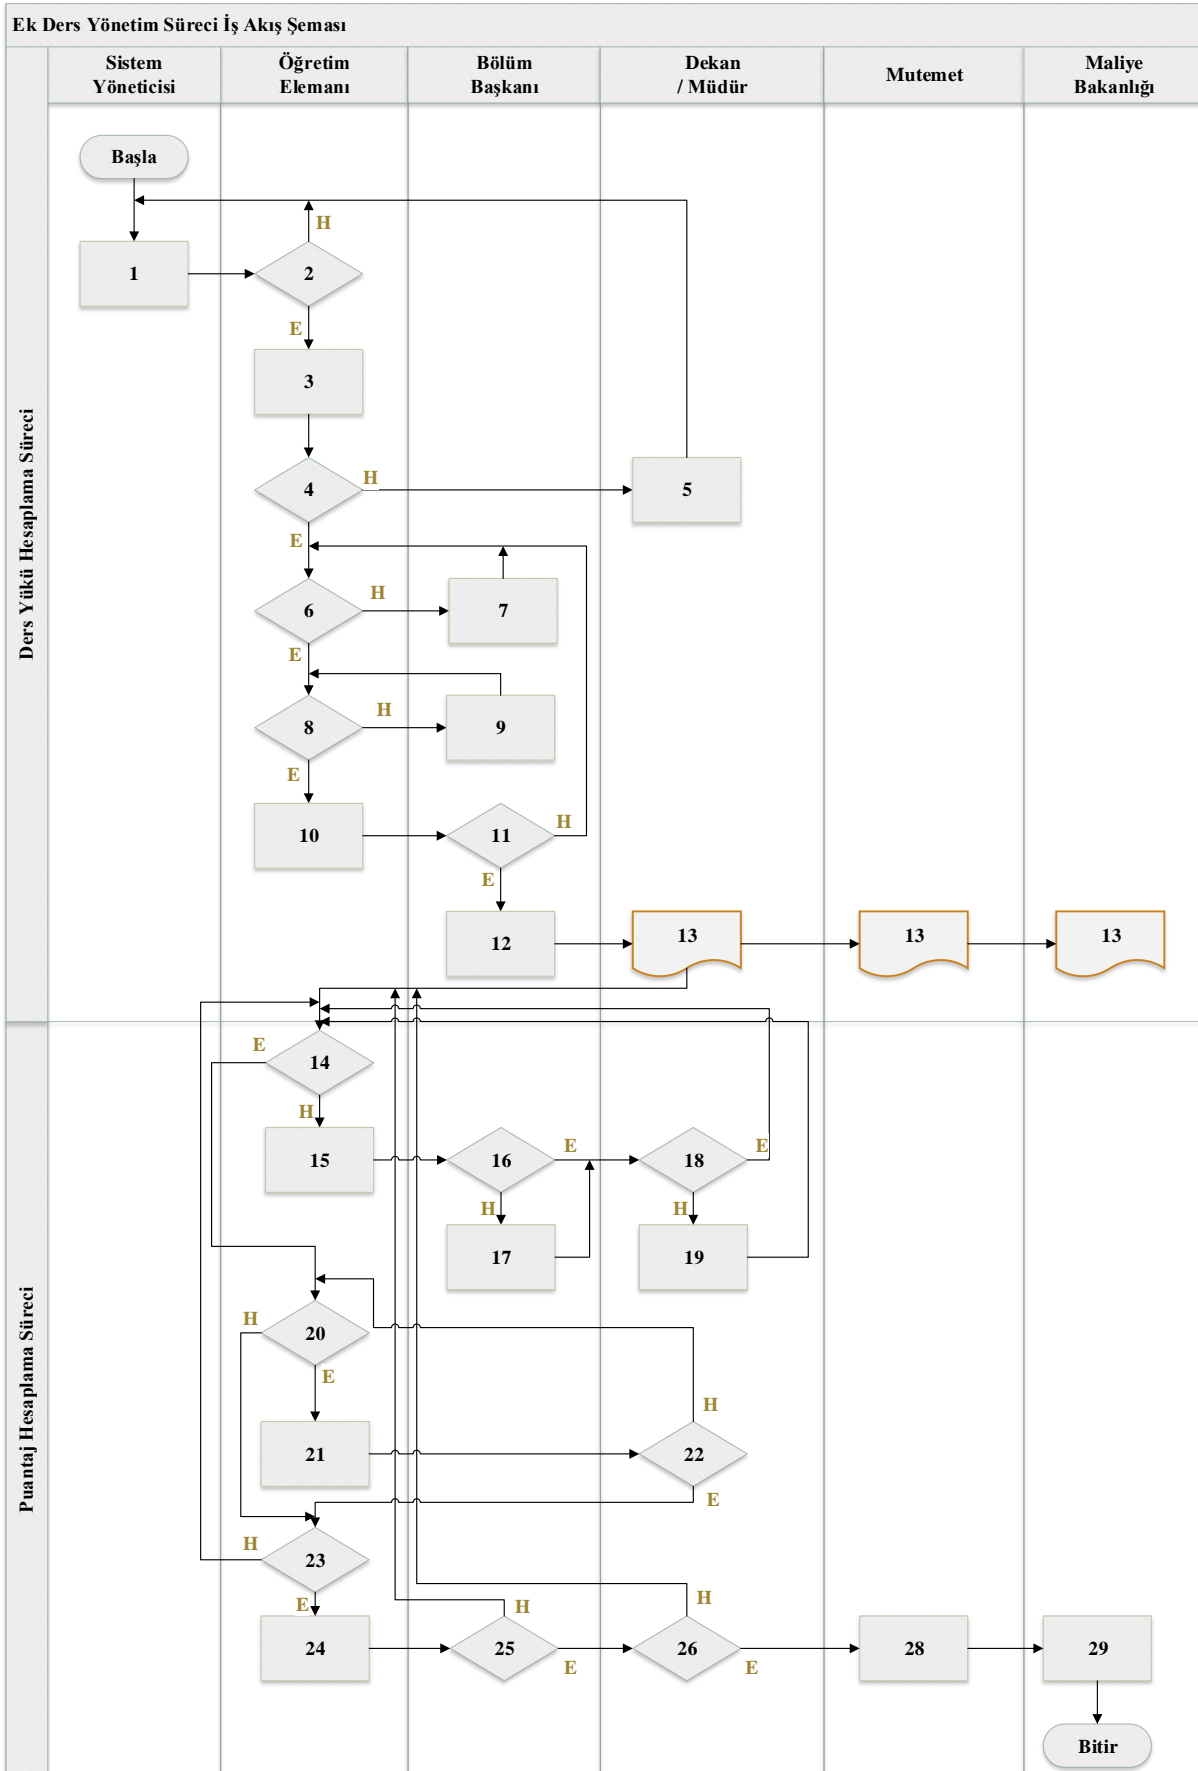 Ek Ders Yönetim Süreci İş Akış Şeması
Sistem
Yöneticisi
Öğretim
Elemanı
Bölüm
Başkanı
Dekan
/ Müdür
Mutemet
Maliye
Bakanlığı
Ders Yükü Hesaplama Süreci
Başla
H
1
2
E
3
4
H
5
E
6
H
7
E
8
H
9
E
10
11
H
E
12
13
13
13
Puantaj Hesaplama Süreci
E
14
H
15
16
E
18
E
H
17
H
19
H
20
E
H
21
22
E
H
23
E
24
H
25
E
H
26
E
28
29
Bitir